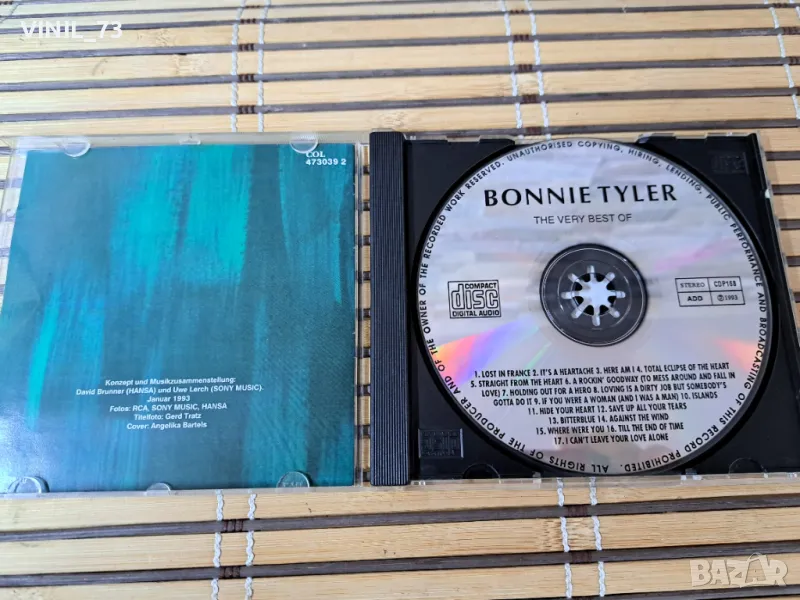 VINIL_73
COL
473039 2
Konzept und Musikzusammenstellung:
David Brunner (HANSA) und Uwe Lerch (SONY MUSIC).
Januar 1993
Fotos: RCA, SONY MUSIC, HANSA
Titelfoto: Gerd Tratz
Cover: Angelika Bartels
ALL RIGHTS OF THE PRODUCER AND OF THE OWNER OF THE RECORDED WORK RESERVED. UNAUTHORISED COPYING, HIRING, LENDING, PUBLIC PERFORMANCE AND BROADCASTING OF THIS RECORD PROHIBITED.
BONNIE TYLER
THE VERY BEST OF
COMPACT
disc
DIGITAL AUDIO
STEREO CDP168
ADD ℗1993
1. LOST IN FRANCE 2. IT'S A HEARTACHE 3. HERE AM I 4. TOTAL ECLIPSE OF THE HEART
5. STRAIGHT FROM THE HEART 6. A ROCKIN' GOODWAY (TO MESS AROUND AND FALL IN
LOVE) 7. HOLDING OUT FOR A HERO 8. LOVING IS A DIRTY JOB BUT SOMEBODY'S
GOTTA DO IT 9. IF YOU WERE A WOMAN (AND I WAS A MAN) 10. ISLANDS
11. HIDE YOUR HEART 12. SAVE UP ALL YOUR TEARS
13. BITTERBLUE 14. AGAINST THE WIND
15. WHERE WERE YOU 16. TILL THE END OF TIME
17. I CAN'T LEAVE YOUR LOVE ALONE
BAZAR